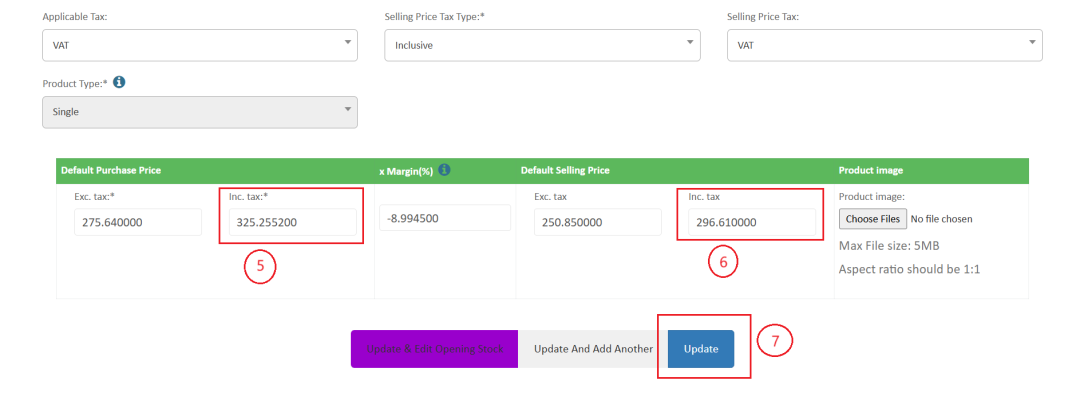 Applicable Tax:
Selling Price Tax Type:*
Selling Price Tax:
VAT
Inclusive
VAT
Product Type:*
Single
Default Purchase Price
x Margin(%)
Default Selling Price
Product image
Exc. tax:*
Inc. tax:*
Exc. tax
Inc. tax
Product image:
275.640000
325.255200
-8.994500
250.850000
296.610000
Choose Files No file chosen
Max File size: 5MB
Aspect ratio should be 1:1
5
6
Update & Edit Opening Stock
Update And Add Another
Update
7